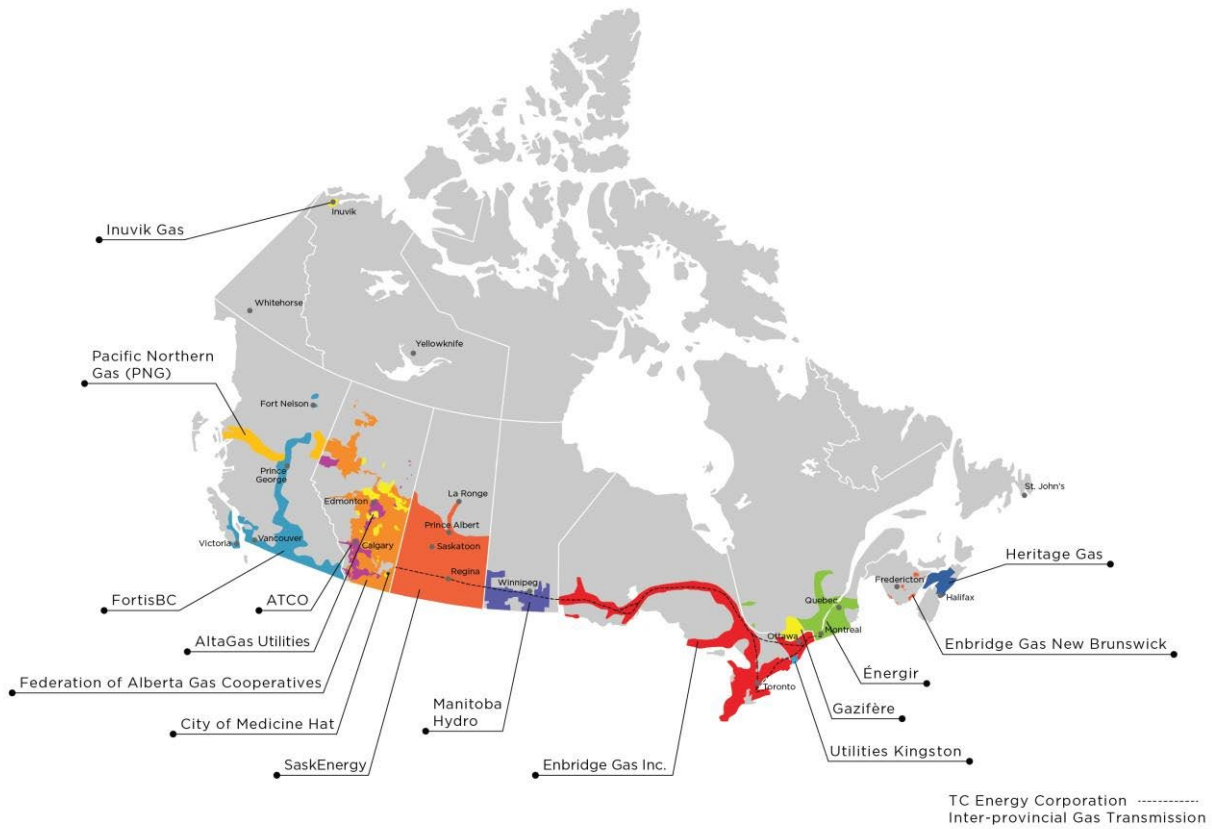 Inuvik
Inuvik Gas
Whitehorse
Yellowknife
Pacific Northern
Gas (PNG)
Fort Nelson
Prince
George
Edmonton
La Ronge
Prince Albert
Saskatoon
Calgary
Regina
Winnipeg
Victoria
Vancouver
St. John's
Heritage Gas
Fredericton
Halifax
Quebec
Montreal
Ottawa
Toronto
FortisBC
ATCO
AltaGas Utilities
Federation of Alberta Gas Cooperatives
City of Medicine Hat
SaskEnergy
Manitoba
Hydro
Enbridge Gas Inc.
Enbridge Gas New Brunswick
Énergir
Gazifère
Utilities Kingston
TC Energy Corporation
Inter-provincial Gas Transmission